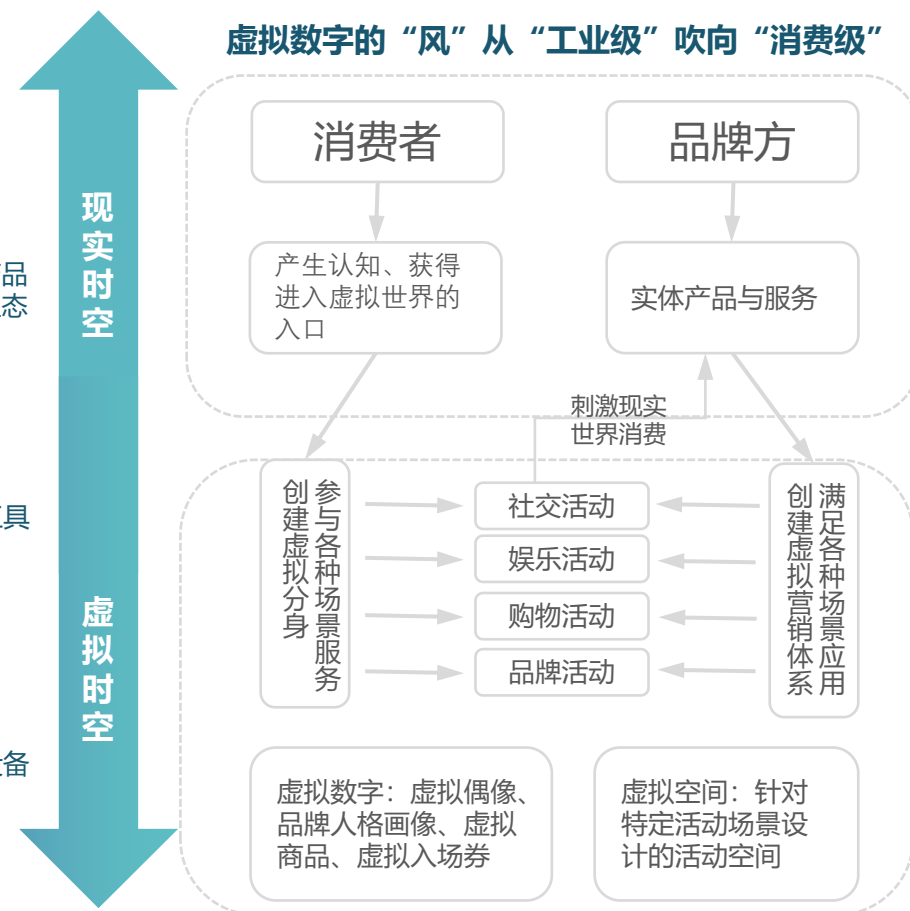 虚拟数字的“风”从“工业级”吹向“消费级”
现实时空
消费者
品牌方
产生认知、获得
进入虚拟世界的
入口
实体产品与服务
品
态
刺激现实
世界消费
虚拟时空
创建虚拟分身
参与各种场景服务
社交活动
娱乐活动
购物活动
品牌活动
创建虚拟营销体系
满足各种场景应用
具
备
虚拟数字：虚拟偶像、
品牌人格画像、虚拟
商品、虚拟入场券
虚拟空间：针对
特定活动场景设
计的活动空间